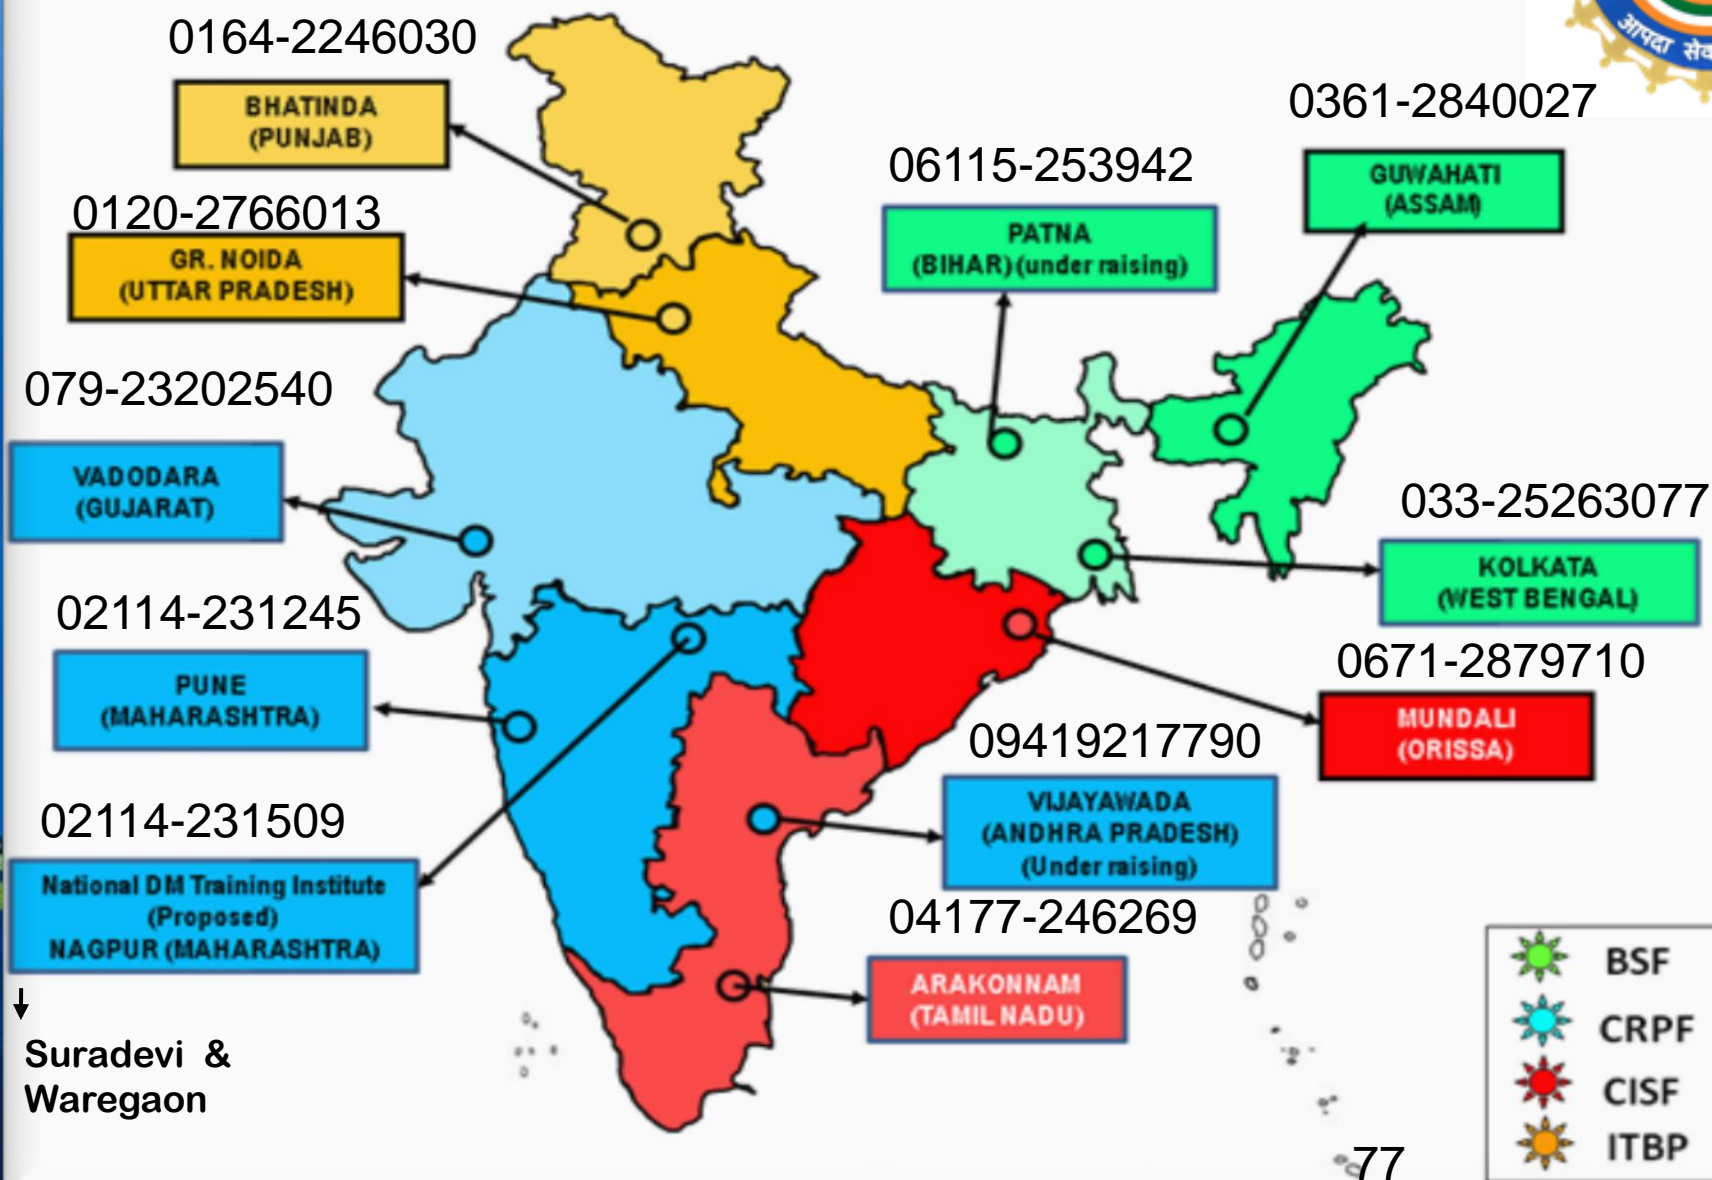 0164-2246030
BHATINDA
(PUNJAB)
0120-2766013
GR. NOIDA
(UTTAR PRADESH)
079-23202540
VADODARA
(GUJARAT)
02114-231245
PUNE
(MAHARASHTRA)
02114-231509
National DM Training Institute
(Proposed)
NAGPUR (MAHARASHTRA)
↓
Suradevi &
Waregaon
आपदा सेव
0361-2840027
GUWAHATI
(ASSAM)
06115-253942
PATNA
(BIHAR)(under raising)
033-25263077
KOLKATA
(WEST BENGAL)
0671-2879710
MUNDALI
(ORISSA)
09419217790
VIJAYAWADA
(ANDHRA PRADESH)
(Under raising)
04177-246269
ARAKONNAM
(TAMIL NADU)
BSF
CRPF
CISF
ITBP
77